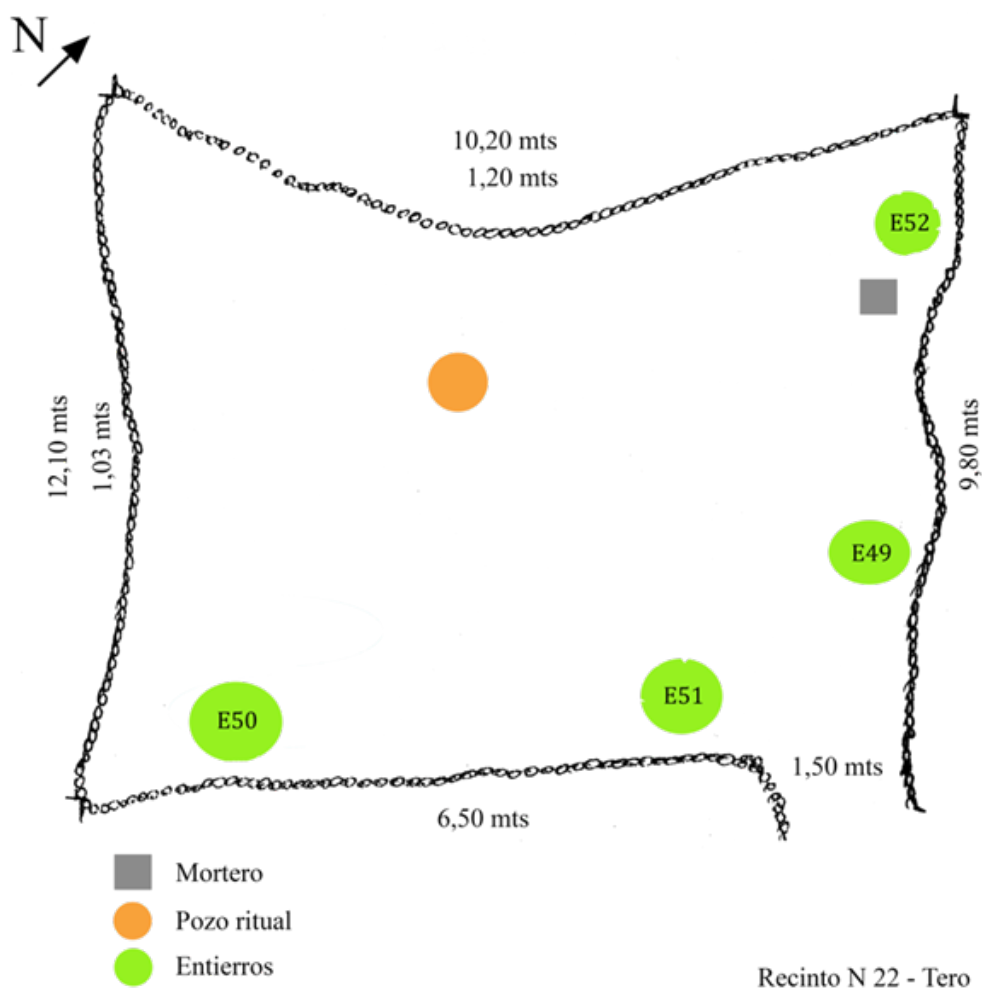 N
10,20 mts
1,20 mts
E52
12,10 mts
1,03 mts
9,80 mts
E49
E51
E50
1,50 mts
6,50 mts
Mortero
Pozo ritual
Entierros
Recinto N 22 - Tero